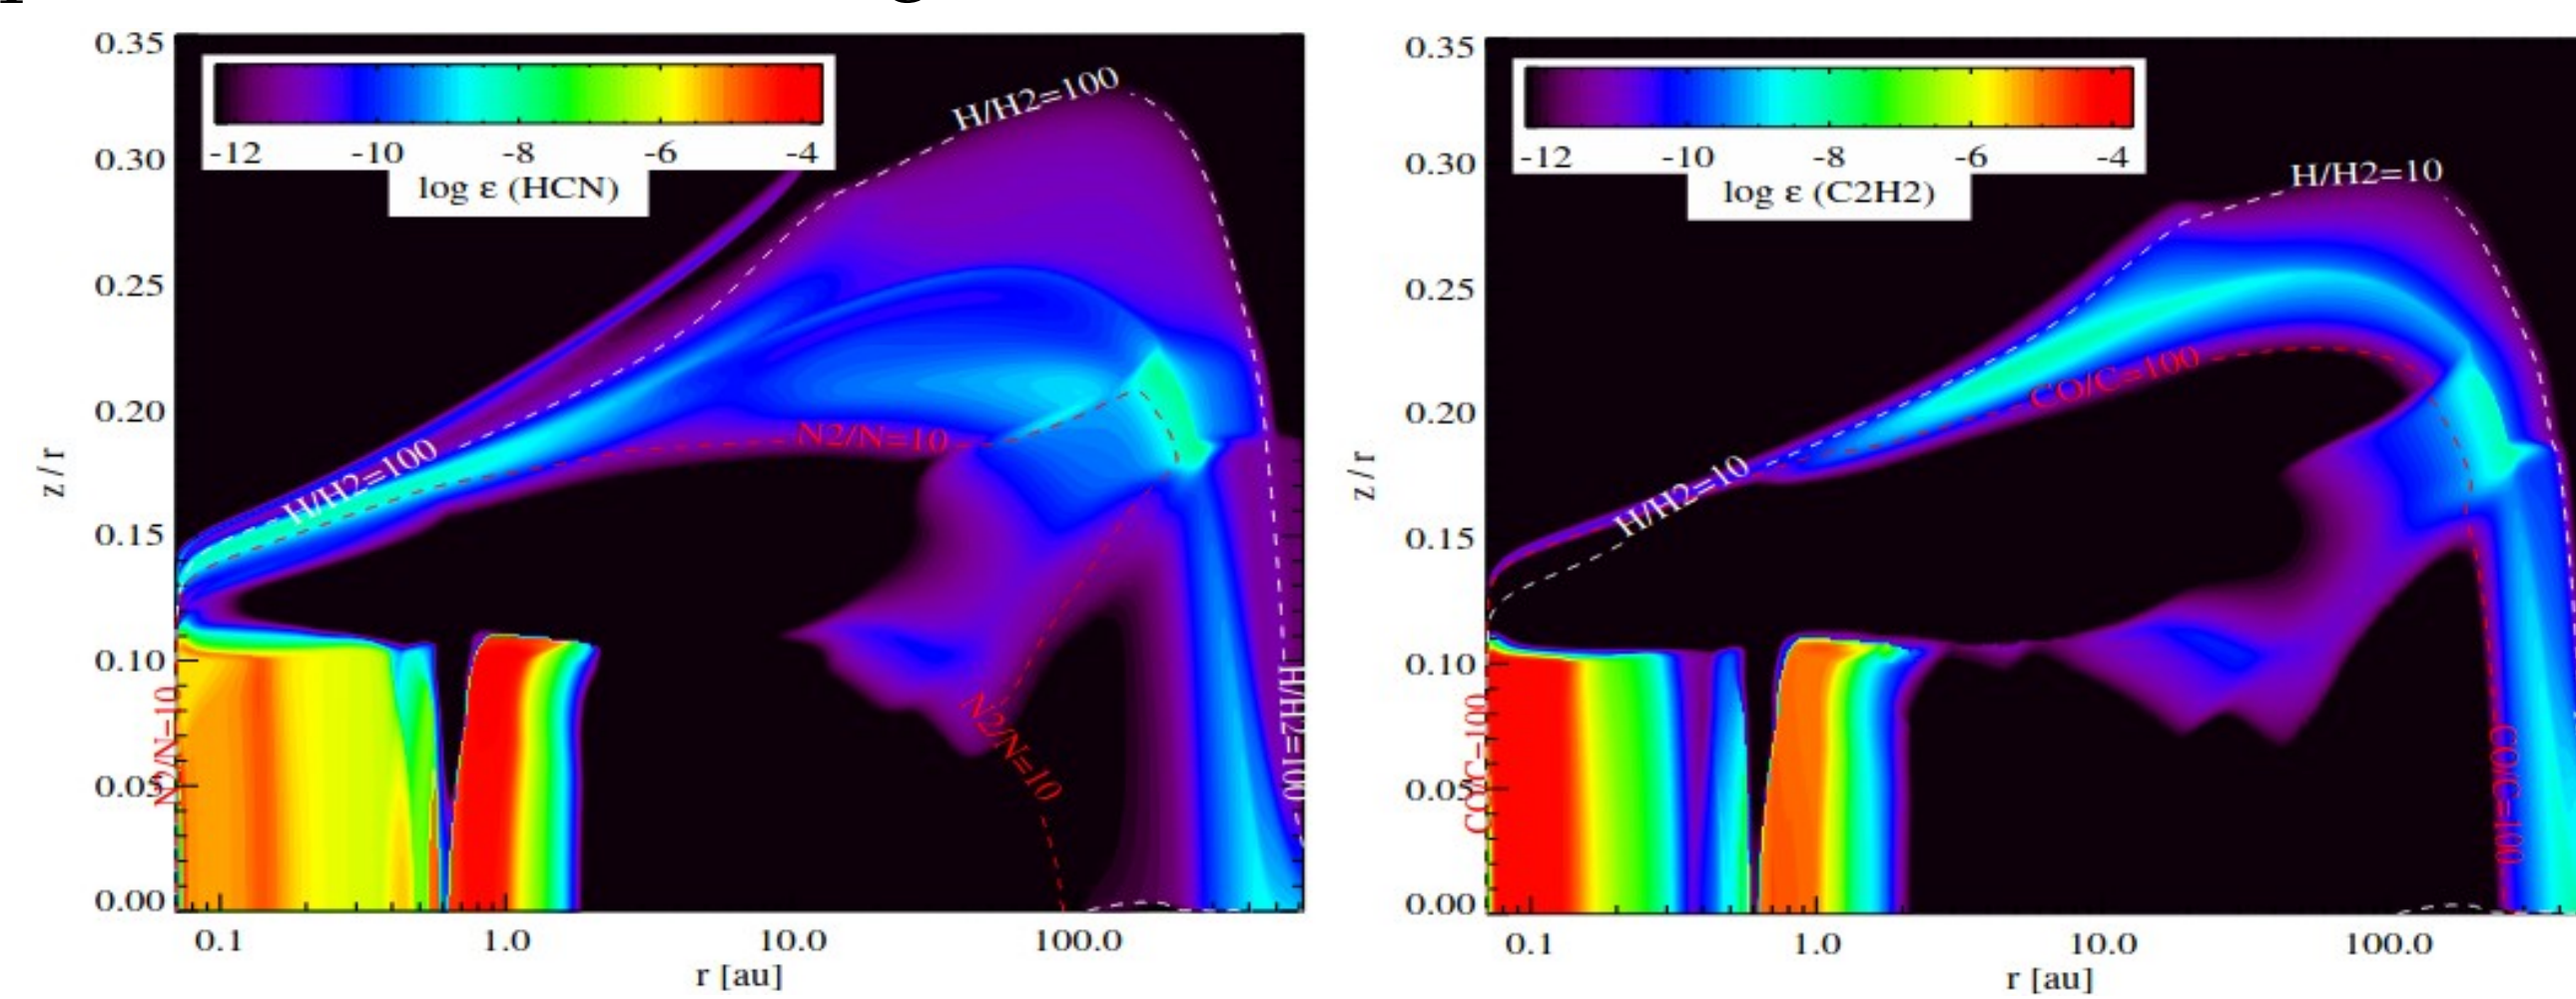 0.35
0.30
0.25
0.20
0.15
0.10
0.05
0.00
z / r
-12 -10 -8 -6 -4
log ε (HCN)
H/H2=100
H/H2=100
N2/N=10
N2/N=10
N2/N=10
H/H2=100
0.1 1.0 10.0 100.0
r [au]
0.35
0.30
0.25
0.20
0.15
0.10
0.05
0.00
z / r
-12 -10 -8 -6 -4
log ε (C2H2)
H/H2=10
CO/C=100
H/H2=10
CO/C=100
CO/C=100
0.1 1.0 10.0 100.0
r [au]